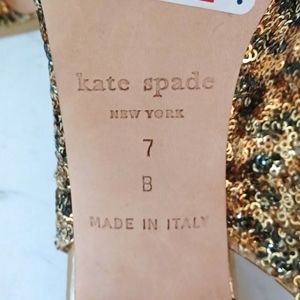 kate spade
NEW YORK
7
B
MADE IN ITALY